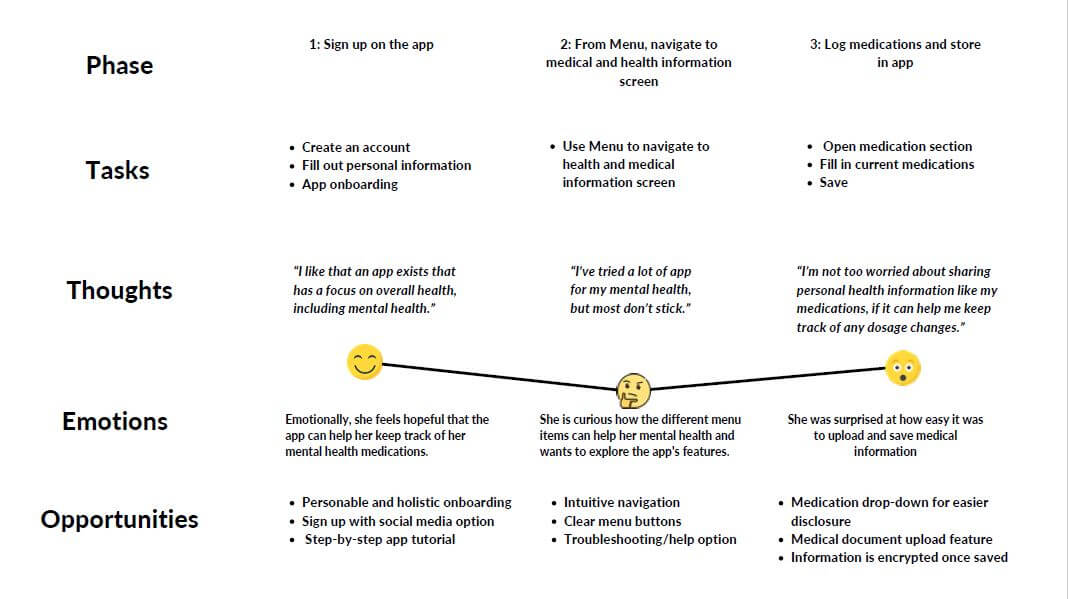 Phase
1: Sign up on the app
2: From Menu, navigate to
medical and health information
screen
3: Log medications and store
in app
Tasks
• Create an account
• Fill out personal information
• App onboarding
• Use Menu to navigate to
health and medical
information screen
• Open medication section
• Fill in current medications
• Save
Thoughts
“I like that an app exists that
has a focus on overall health,
including mental health.”
“I’ve tried a lot of app
for my mental health,
but most don’t stick.”
“I’m not too worried about sharing
personal health information like my
medications, if it can help me keep
track of any dosage changes.”
Emotions
Emotionally, she feels hopeful that the
app can help her keep track of her
mental health medications.
She is curious how the different menu
items can help her mental health and
wants to explore the app's features.
She was surprised at how easy it was
to upload and save medical
information
Opportunities
• Personable and holistic onboarding
• Sign up with social media option
• Step-by-step app tutorial
• Intuitive navigation
• Clear menu buttons
• Troubleshooting/help option
• Medication drop-down for easier
disclosure
• Medical document upload feature
• Information is encrypted once saved